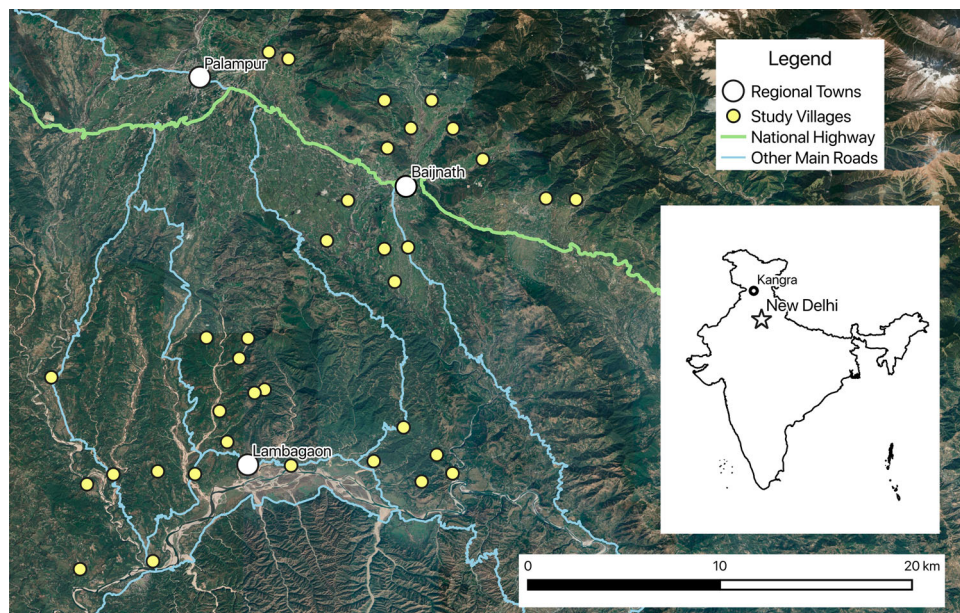 Palampur
Baijnath
Lambagaon
Legend
Regional Towns
Study Villages
National Highway
Other Main Roads
Kangra
New Delhi
0 10 20 km